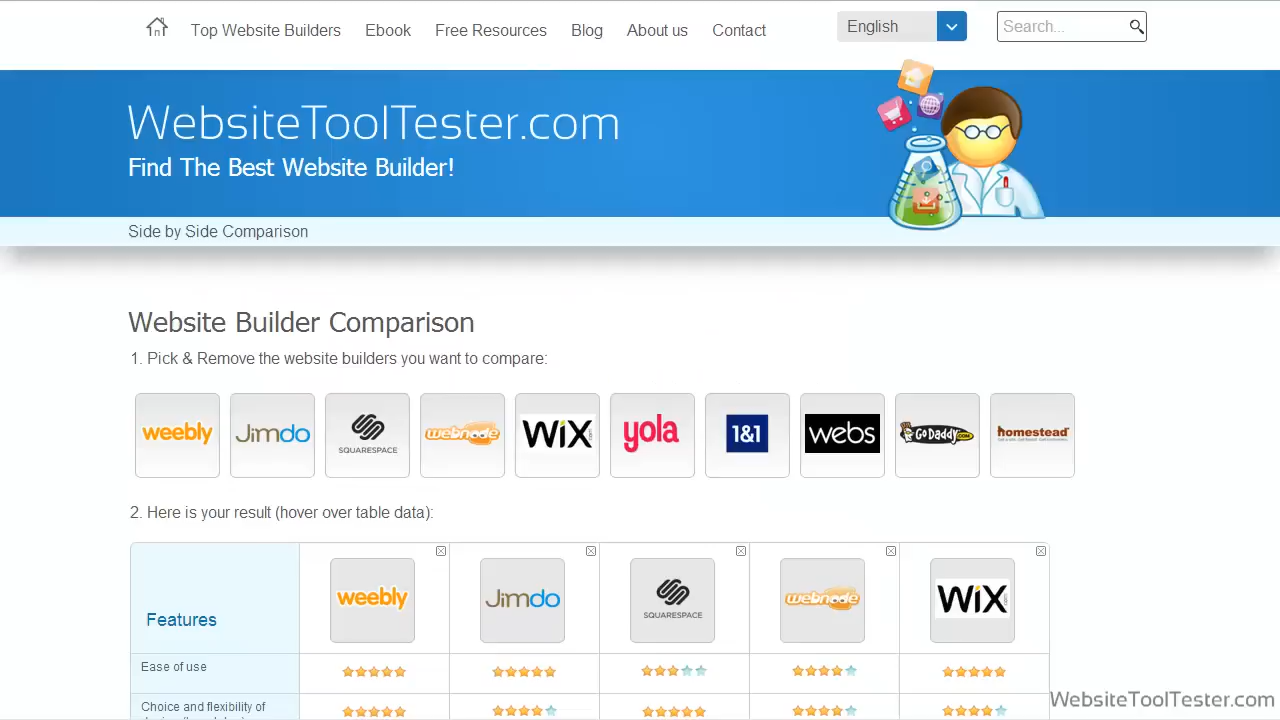 Top Website Builders Ebook Free Resources Blog About us Contact English Search...
WebsiteToolTester.com
Find The Best Website Builder!
Side by Side Comparison
Website Builder Comparison
1. Pick & Remove the website builders you want to compare:
weebly Jimdo SQUARESPACE webnode WiX.com yola 1&1 webs GoDaddy.COM homestead
2. Here is your result (hover over table data):
Features weebly Jimdo SQUARESPACE webnode WiX.com
Ease of use
Choice and flexibility of
WebsiteToolTester.com